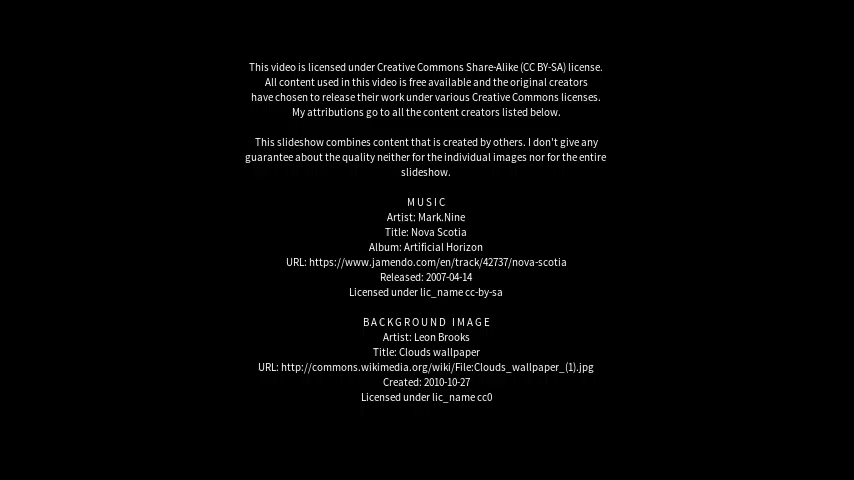 This video is licensed under Creative Commons Share-Alike (CC BY-SA) license.
All content used in this video is free available and the original creators
have chosen to release their work under various Creative Commons licenses.
My attributions go to all the content creators listed below.
This slideshow combines content that is created by others. I don't give any
guarantee about the quality neither for the individual images nor for the entire
slideshow.
MUSIC
Artist: Mark.Nine
Title: Nova Scotia
Album: Artificial Horizon
URL: https://www.jamendo.com/en/track/42737/nova-scotia
Released: 2007-04-14
Licensed under lic_name cc-by-sa
BACKGROUND IMAGE
Artist: Leon Brooks
Title: Clouds wallpaper
URL: http://commons.wikimedia.org/wiki/File:Clouds_wallpaper_(1).jpg
Created: 2010-10-27
Licensed under lic_name cc0